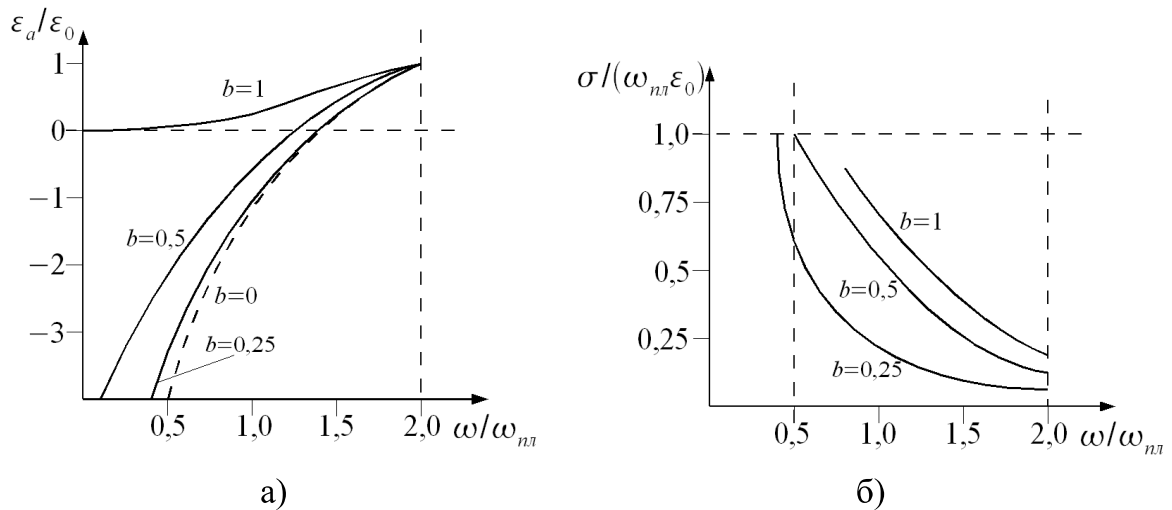 ε_a/ε_0
1
0
−1
−2
−3
b=1
b=0,5
b=0
b=0,25
0,5 1,0 1,5 2,0 ω/ω_пл
а)
σ/(ω_пл ε_0)
1,0
0,75
0,5
0,25
b=1
b=0,5
b=0,25
0,5 1,0 2,0 ω/ω_пл
б)